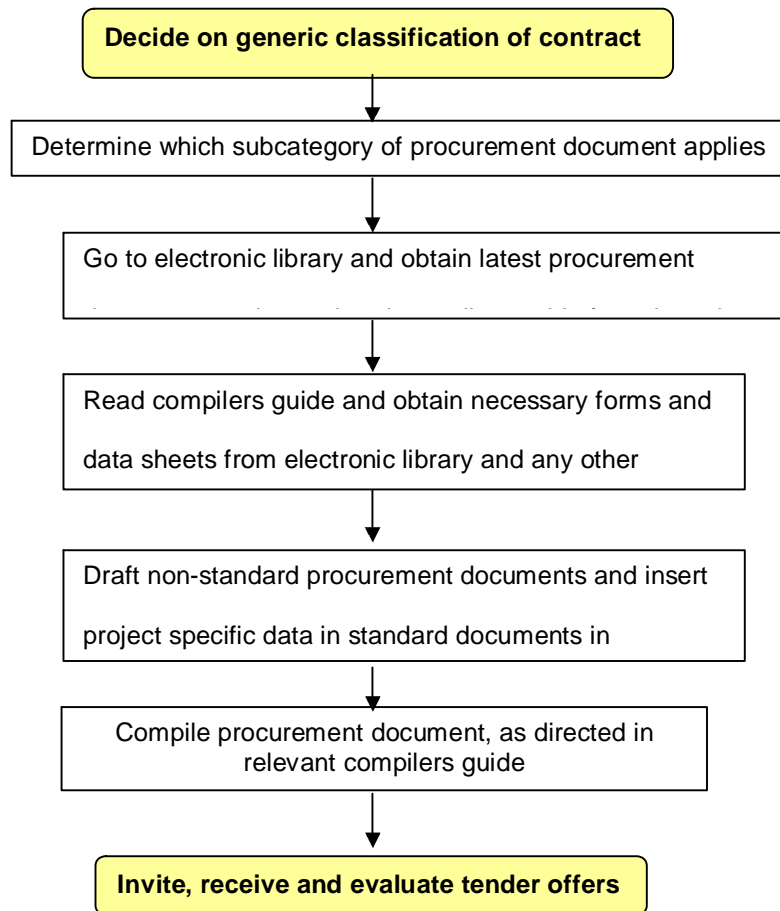 Decide on generic classification of contract
Determine which subcategory of procurement document applies
Go to electronic library and obtain latest procurement
Read compilers guide and obtain necessary forms and
data sheets from electronic library and any other
Draft non-standard procurement documents and insert
project specific data in standard documents in
Compile procurement document, as directed in
relevant compilers guide
Invite, receive and evaluate tender offers